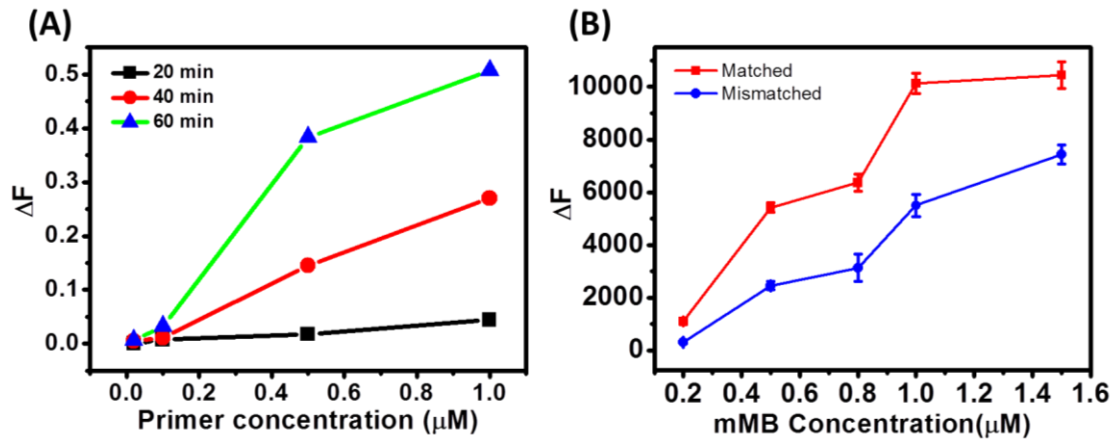 (A)
20 min
40 min
60 min
0.5
0.4
0.3
0.2
0.1
0.0
ΔF
0.0 0.2 0.4 0.6 0.8 1.0
Primer concentration (μM)
(B)
Matched
Mismatched
10000
8000
6000
4000
2000
0
ΔF
0.2 0.4 0.6 0.8 1.0 1.2 1.4 1.6
mMB Concentration(μM)